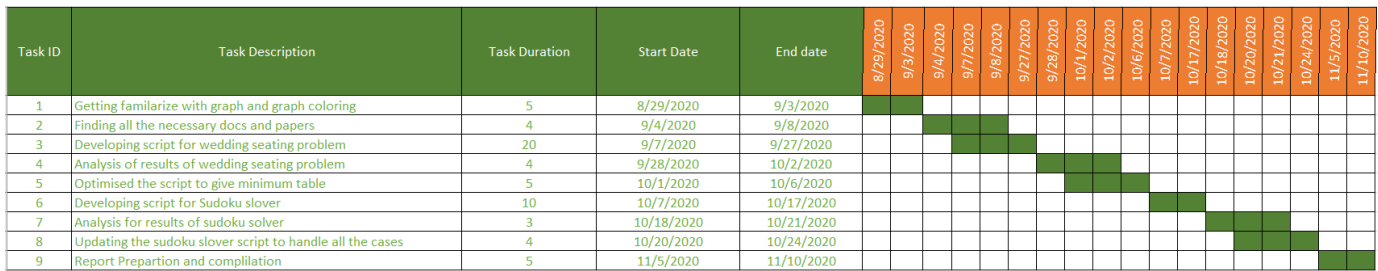 Task ID Task Description Task Duration Start Date End date 8/29/2020 9/3/2020 9/4/2020 9/7/2020 9/8/2020 9/27/2020 9/28/2020 10/1/2020 10/2/2020 10/6/2020 10/7/2020 10/17/2020 10/18/2020 10/20/2020 10/21/2020 10/24/2020 11/5/2020 11/10/2020
1 Getting familarize with graph and graph coloring 5 8/29/2020 9/3/2020
2 Finding all the necessary docs and papers 4 9/4/2020 9/8/2020
3 Developing script for wedding seating problem 20 9/7/2020 9/27/2020
4 Analysis of results of wedding seating problem 4 9/28/2020 10/2/2020
5 Optimised the script to give minimum table 5 10/1/2020 10/6/2020
6 Developing script for Sudoku slover 10 10/7/2020 10/17/2020
7 Analysis for results of sudoku solver 3 10/18/2020 10/21/2020
8 Updating the sudoku slover script to handle all the cases 4 10/20/2020 10/24/2020
9 Report Prepartion and complilation 5 11/5/2020 11/10/2020